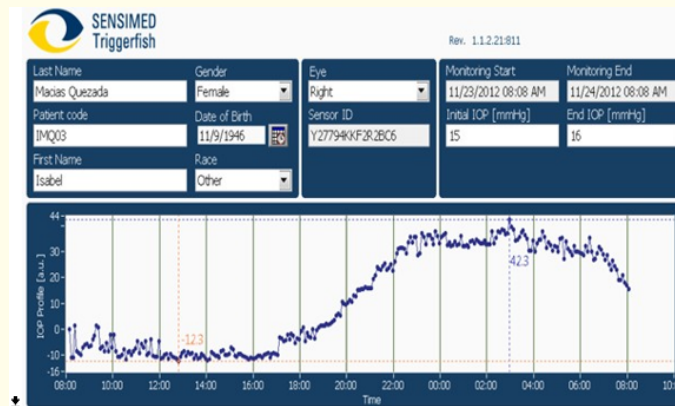 SENSIMED
Triggerfish
Rev. 1.1.2.21:811
Last Name
Gender
Macias Quezada
Female
Patient code
Date of Birth
IMQ03
11/9/1946
First Name
Race
Isabel
Other
Eye
Right
Sensor ID
Y27794KKF2R2BC6
Monitoring Start
Monitoring End
11/23/2012 08:08 AM
11/24/2012 08:08 AM
Initial IOP [mmHg]
End IOP [mmHg]
15
16
IOP Profile [a.u.]
44
30
20
10
0
-10
-16
-12.3
42.3
08:00 10:00 12:00 14:00 16:00 18:00 20:00 22:00 00:00 02:00 04:00 06:00 08:00
Time